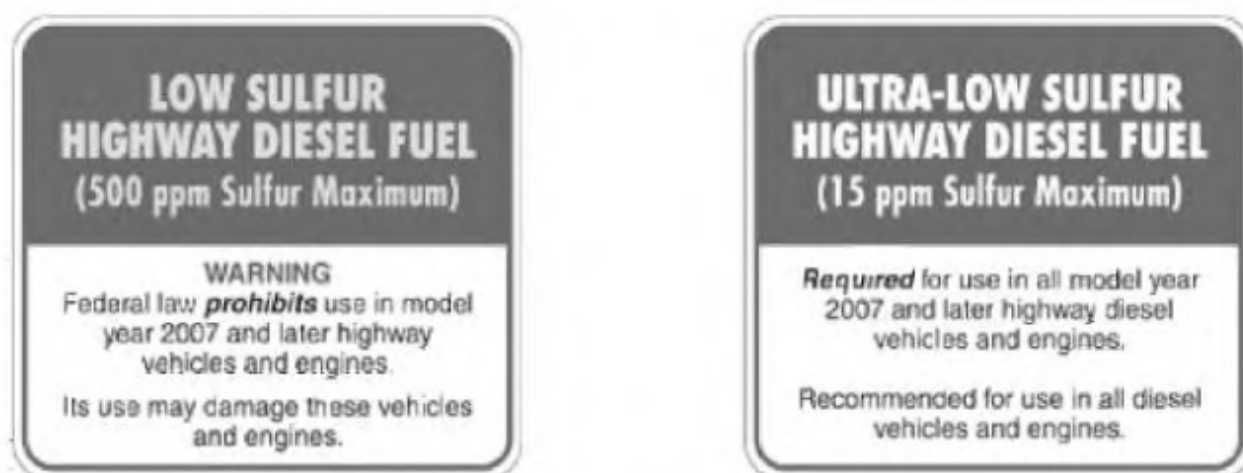 LOW SULFUR
HIGHWAY DIESEL FUEL
(500 ppm Sulfur Maximum)
WARNING
Federal law prohibits use in model
year 2007 and later highway
vehicles and engines.
Its use may damage these vehicles
and engines.
ULTRA-LOW SULFUR
HIGHWAY DIESEL FUEL
(15 ppm Sulfur Maximum)
Required for use in all model year
2007 and later highway diesel
vehicles and engines.
Recommended for use in all diesel
vehicles and engines.